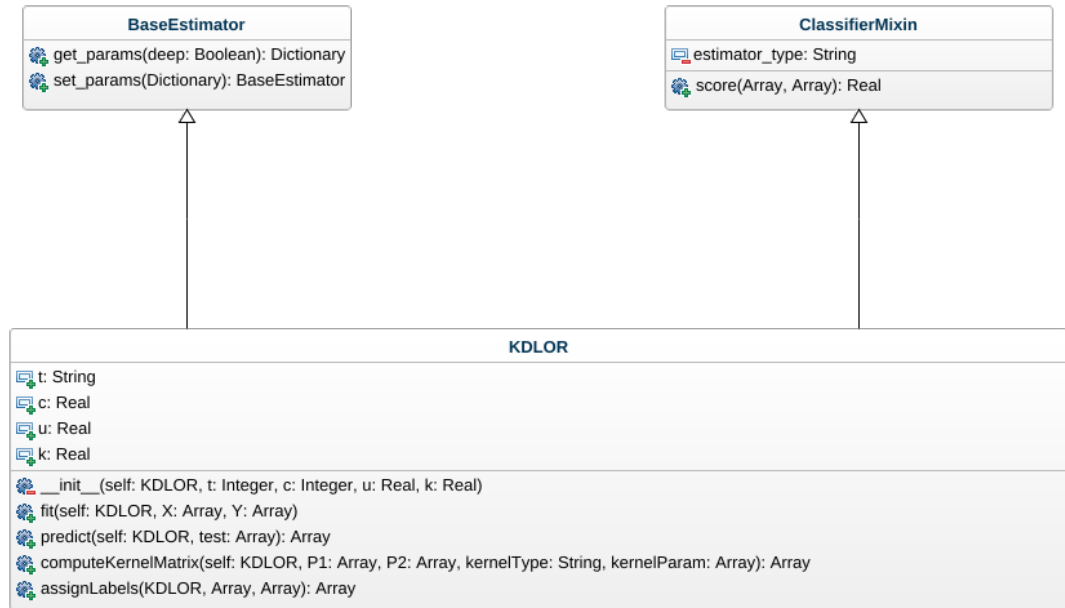 BaseEstimator
get_params(deep: Boolean): Dictionary
set_params(Dictionary): BaseEstimator
ClassifierMixin
estimator_type: String
score(Array, Array): Real
KDLOR
t: String
c: Real
u: Real
k: Real
__init__(self: KDLOR, t: Integer, c: Integer, u: Real, k: Real)
fit(self: KDLOR, X: Array, Y: Array)
predict(self: KDLOR, test: Array): Array
computeKernelMatrix(self: KDLOR, P1: Array, P2: Array, kernelType: String, kernelParam: Array): Array
assignLabels(KDLOR, Array, Array): Array